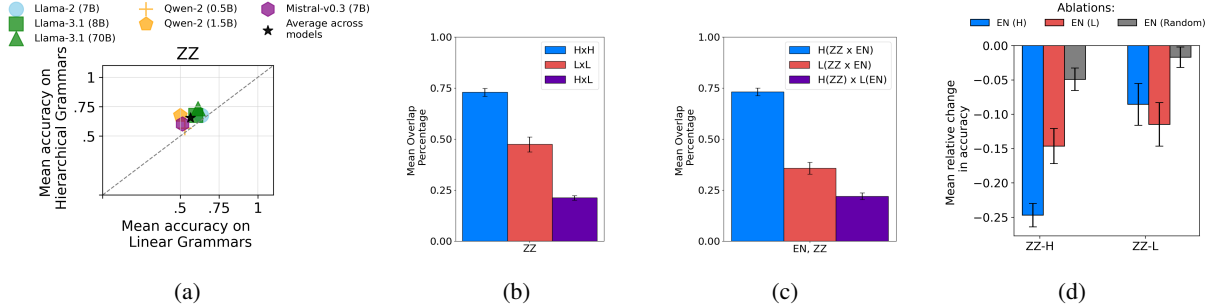 Llama-2 (7B)
Llama-3.1 (8B)
Llama-3.1 (70B)
Qwen-2 (0.5B)
Qwen-2 (1.5B)
Mistral-v0.3 (7B)
Average across
models
ZZ
Mean accuracy on
Hierarchical Grammars
1
.75
.5
.5
.75
1
Mean accuracy on
Linear Grammars
(a)
Mean Overlap
Percentage
1.00
0.75
0.50
0.25
0.00
HxH
LxL
HxL
ZZ
(b)
Mean Overlap
Percentage
1.00
0.75
0.50
0.25
0.00
H(ZZ x EN)
L(ZZ x EN)
H(ZZ) x L(EN)
EN, ZZ
(c)
Ablations:
EN (H)
EN (L)
EN (Random)
Mean relative change
in accuracy
0.00
−0.05
−0.10
−0.15
−0.20
−0.25
ZZ-H
ZZ-L
(d)